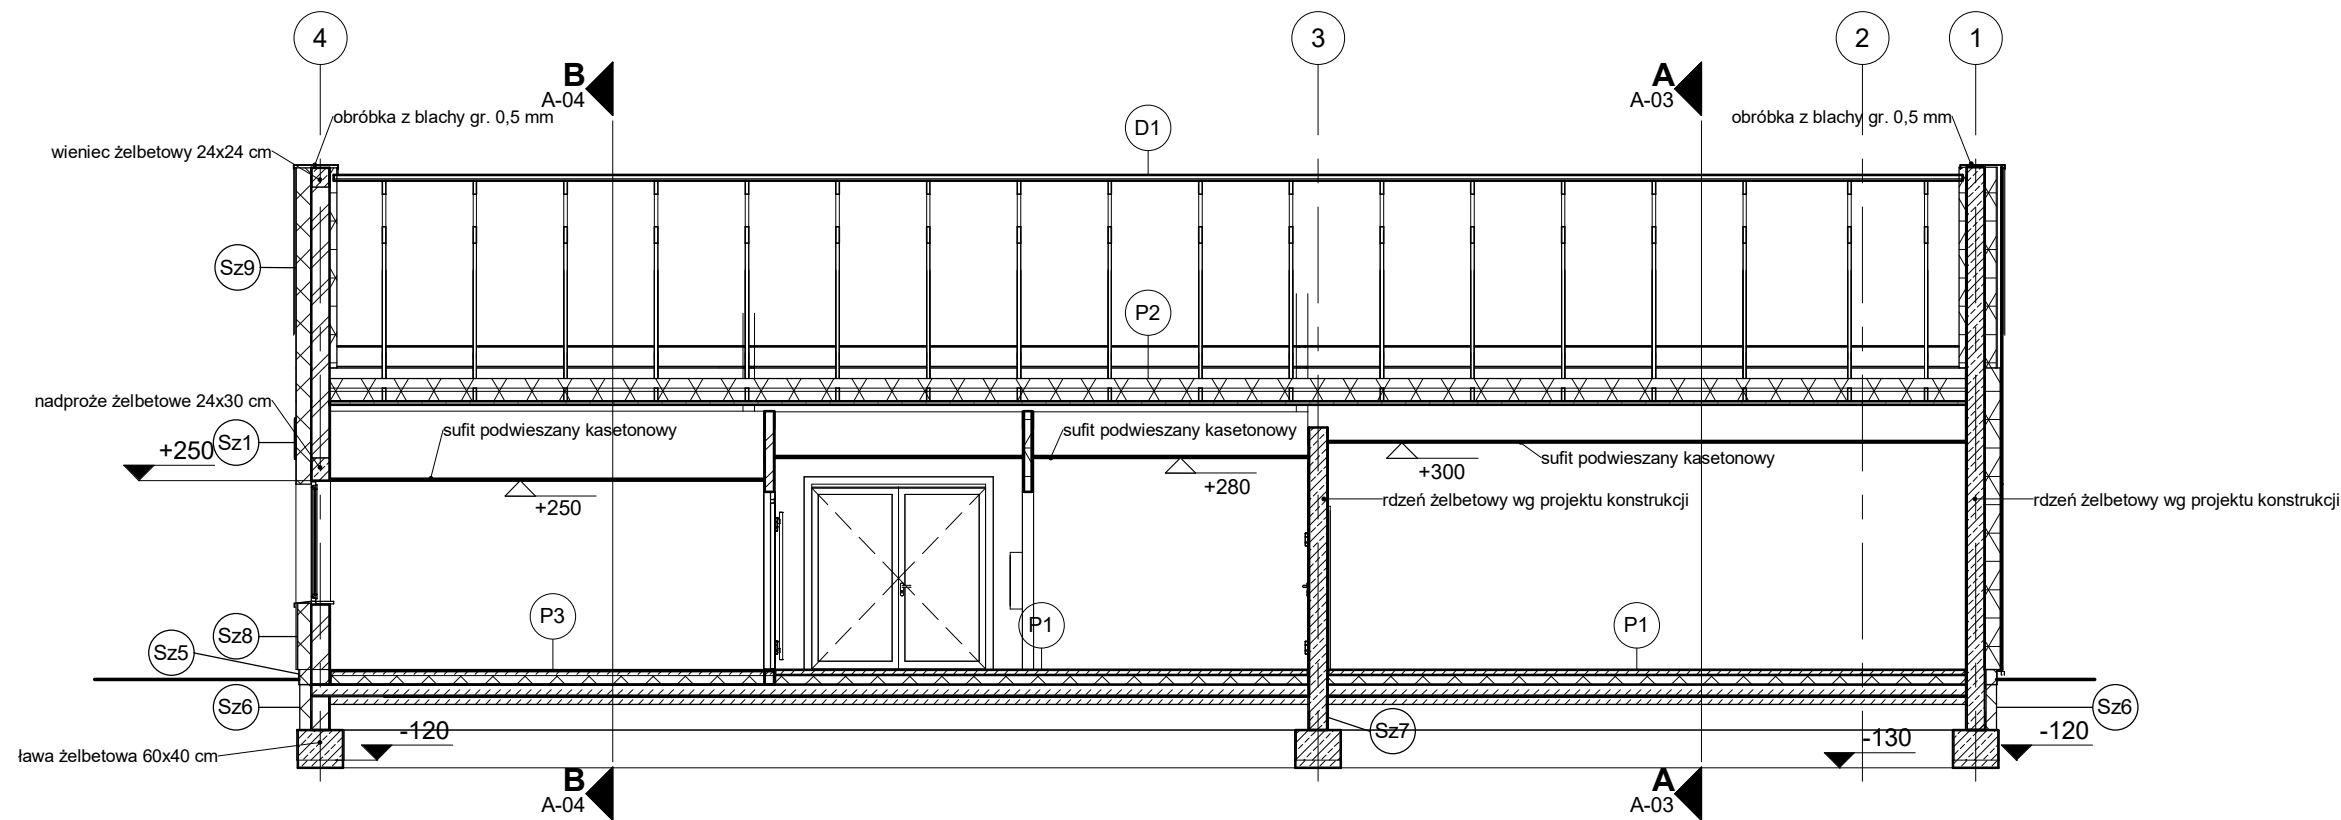 4
3
2
1
B
A-04
A
A-03
obróbka z blachy gr. 0,5 mm
D1
obróbka z blachy gr. 0,5 mm
wieniec żelbetowy 24x24 cm
Sz9
P2
nadproże żelbetowe 24x30 cm
Sz1
+250
sufit podwieszany kasetonowy
sufit podwieszany kasetonowy
+300
sufit podwieszany kasetonowy
+280
+250
rdzeń żelbetowy wg projektu konstrukcji
rdzeń żelbetowy wg projektu konstrukcji
P3
P1
P1
Sz8
Sz5
Sz6
Sz6
Sz7
-120
-130
-120
ława żelbetowa 60x40 cm
B
A-04
A
A-03